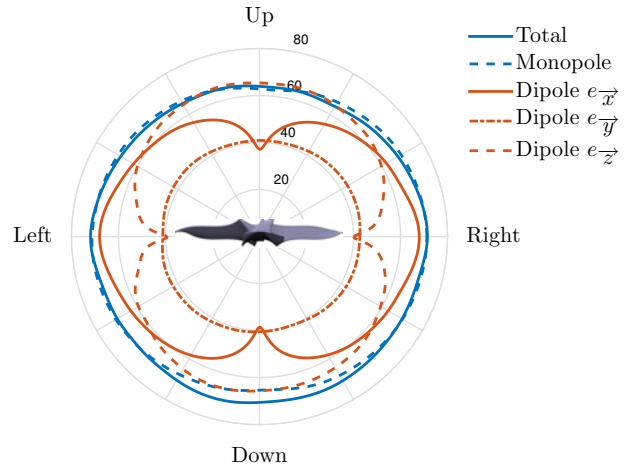 Up
80
60
40
20
Left
Right
Down
Total
Monopole
Dipole e x
Dipole e y
Dipole e z